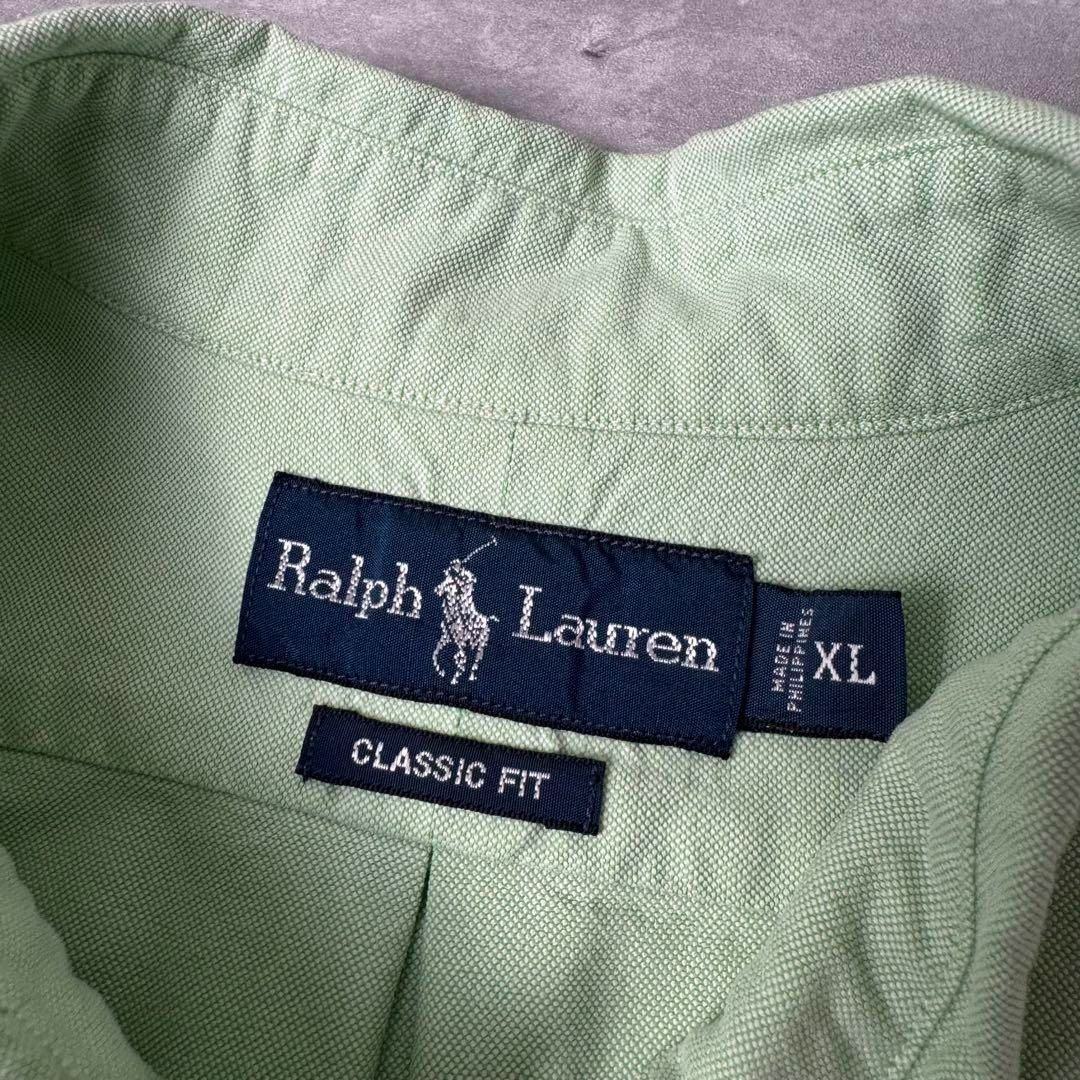 Ralph Lauren
MADE IN
PHILIPPINES
XL
CLASSIC FIT